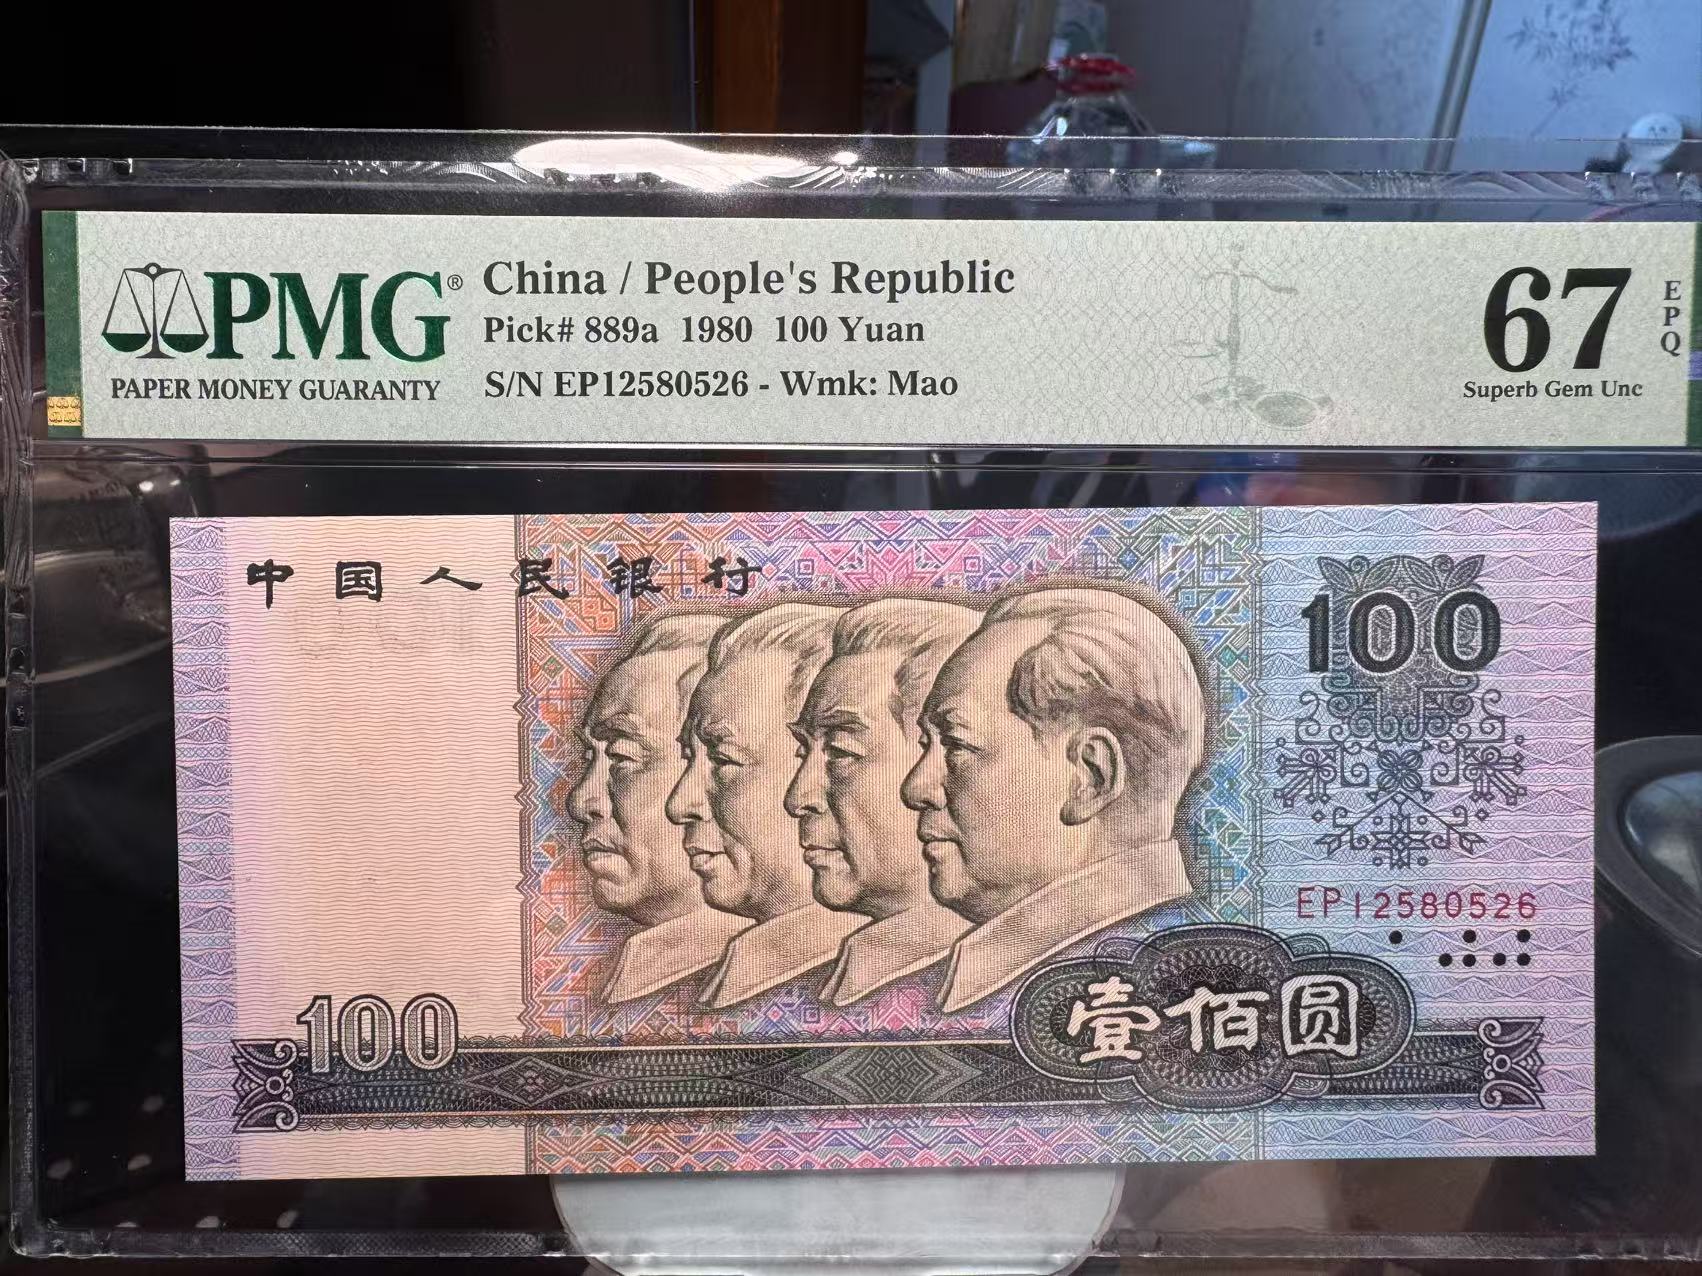 PMG®
PAPER MONEY GUARANTY
China / People's Republic
Pick# 889a 1980 100 Yuan
S/N EP12580526 - Wmk: Mao
67
EPQ
Superb Gem Unc
中国人民银行
100
EP12580526
100
壹佰圆